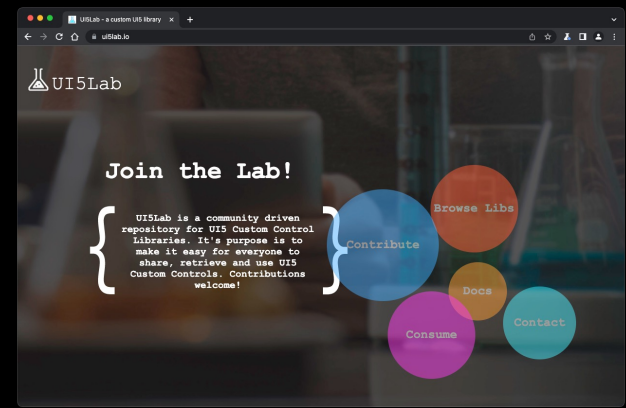 UI5Lab - a custom UI5 library
ui5lab.io
UI5Lab
Join the Lab!
{
UI5Lab is a community driven
repository for UI5 Custom Control
Libraries. It's purpose is to
make it easy for everyone to
share, retrieve and use UI5
Custom Controls. Contributions
welcome!
}
Browse Libs
Contribute
Docs
Contact
Consume